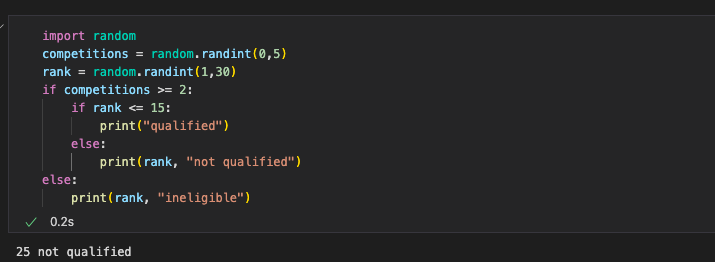 import random
competitions = random.randint(0,5)
rank = random.randint(1,30)
if competitions >= 2:
    if rank <= 15:
        print("qualified")
    else:
        print(rank, "not qualified")
else:
    print(rank, "ineligible")
0.2s
25 not qualified